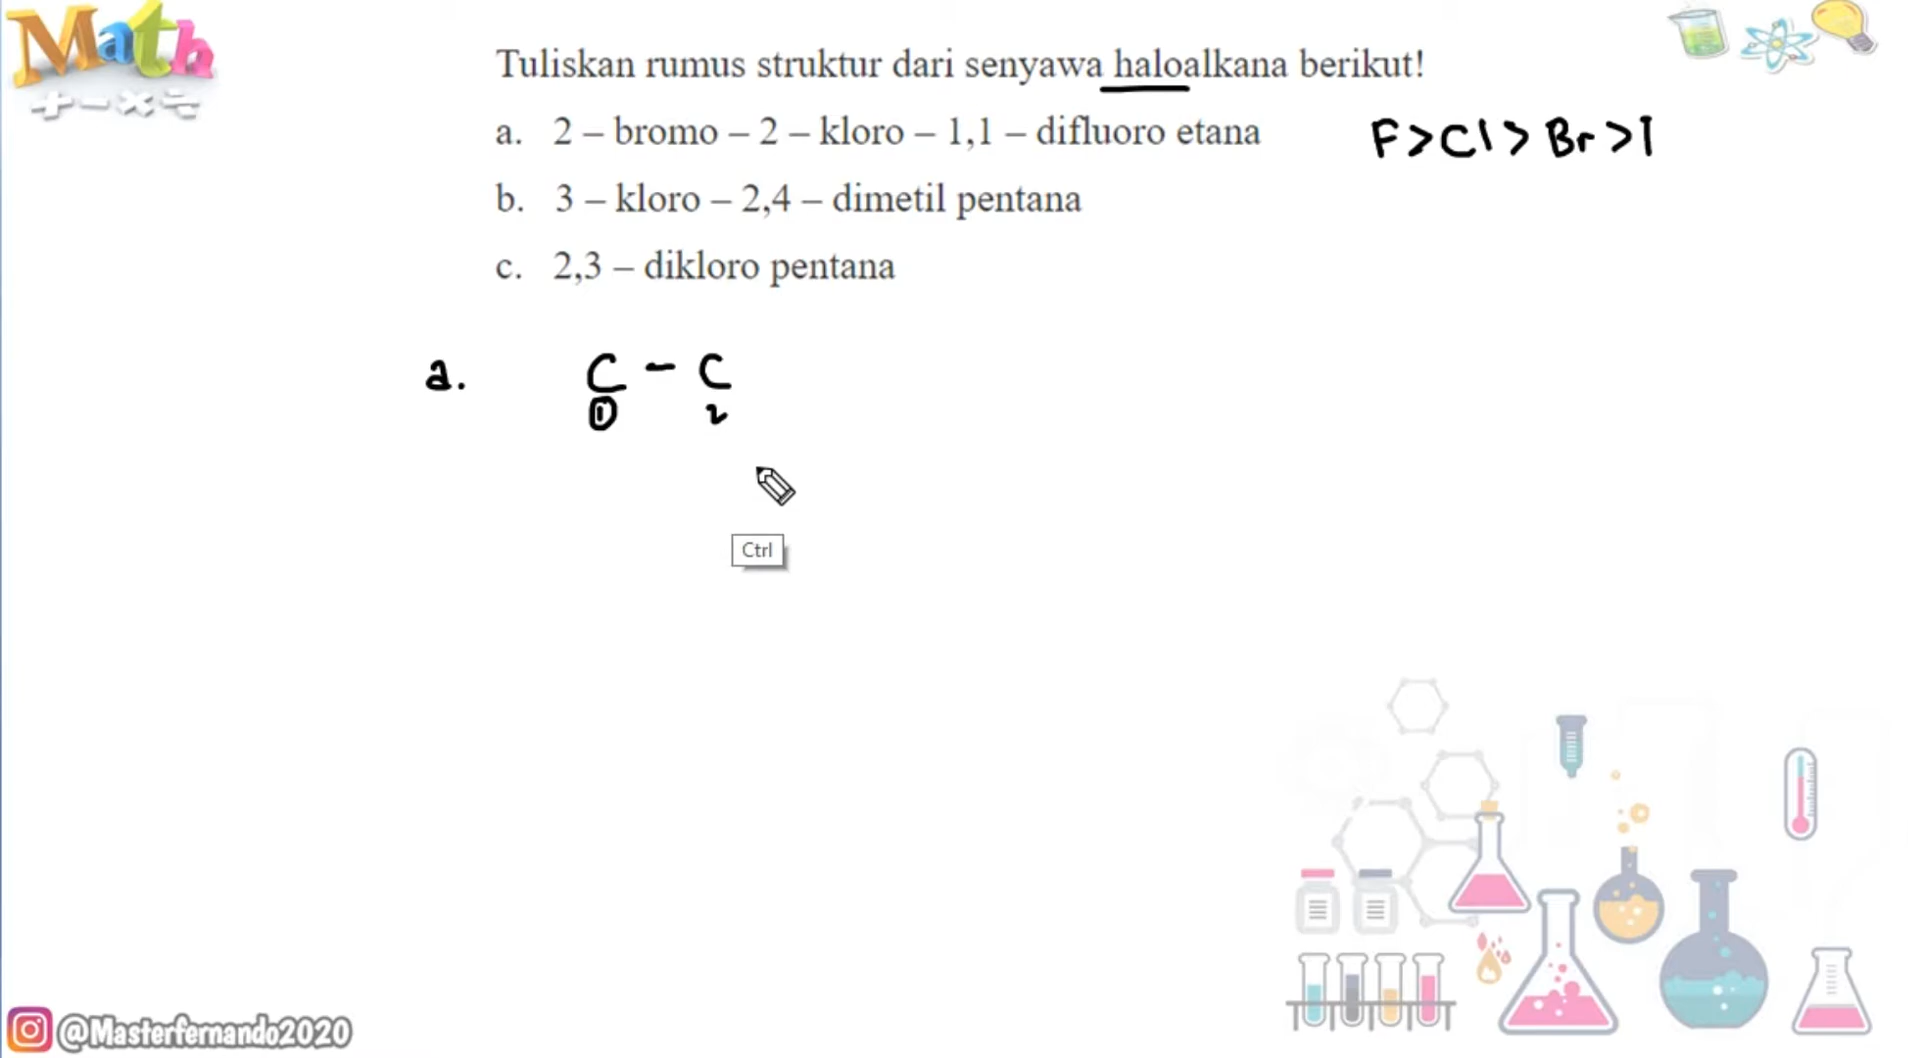 Math
+ − × ÷
Tuliskan rumus struktur dari senyawa haloalkana berikut!
a. 2 – bromo – 2 – kloro – 1,1 – difluoro etana
F > Cl > Br > I
b. 3 – kloro – 2,4 – dimetil pentana
c. 2,3 – dikloro pentana
a. C – C
1 2
Ctrl
@Masterfernando2020